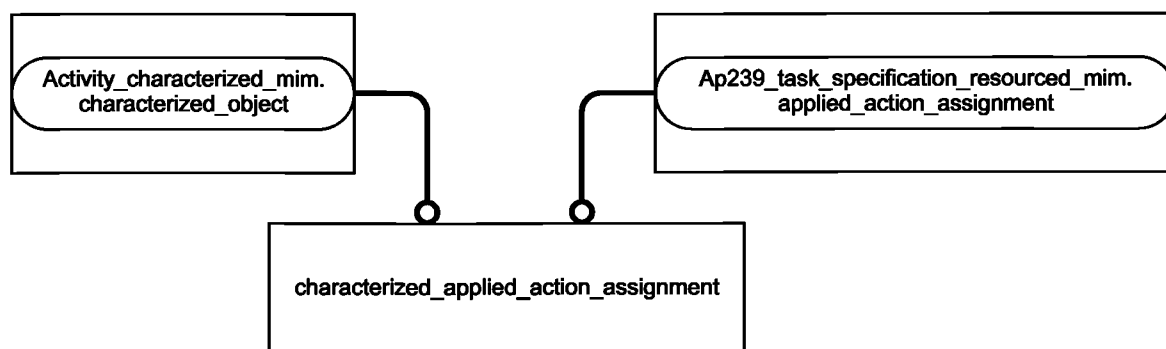 Activity_characterized_mim.
characterized_object
Ap239_task_specification_resourced_mim.
applied_action_assignment
characterized_applied_action_assignment